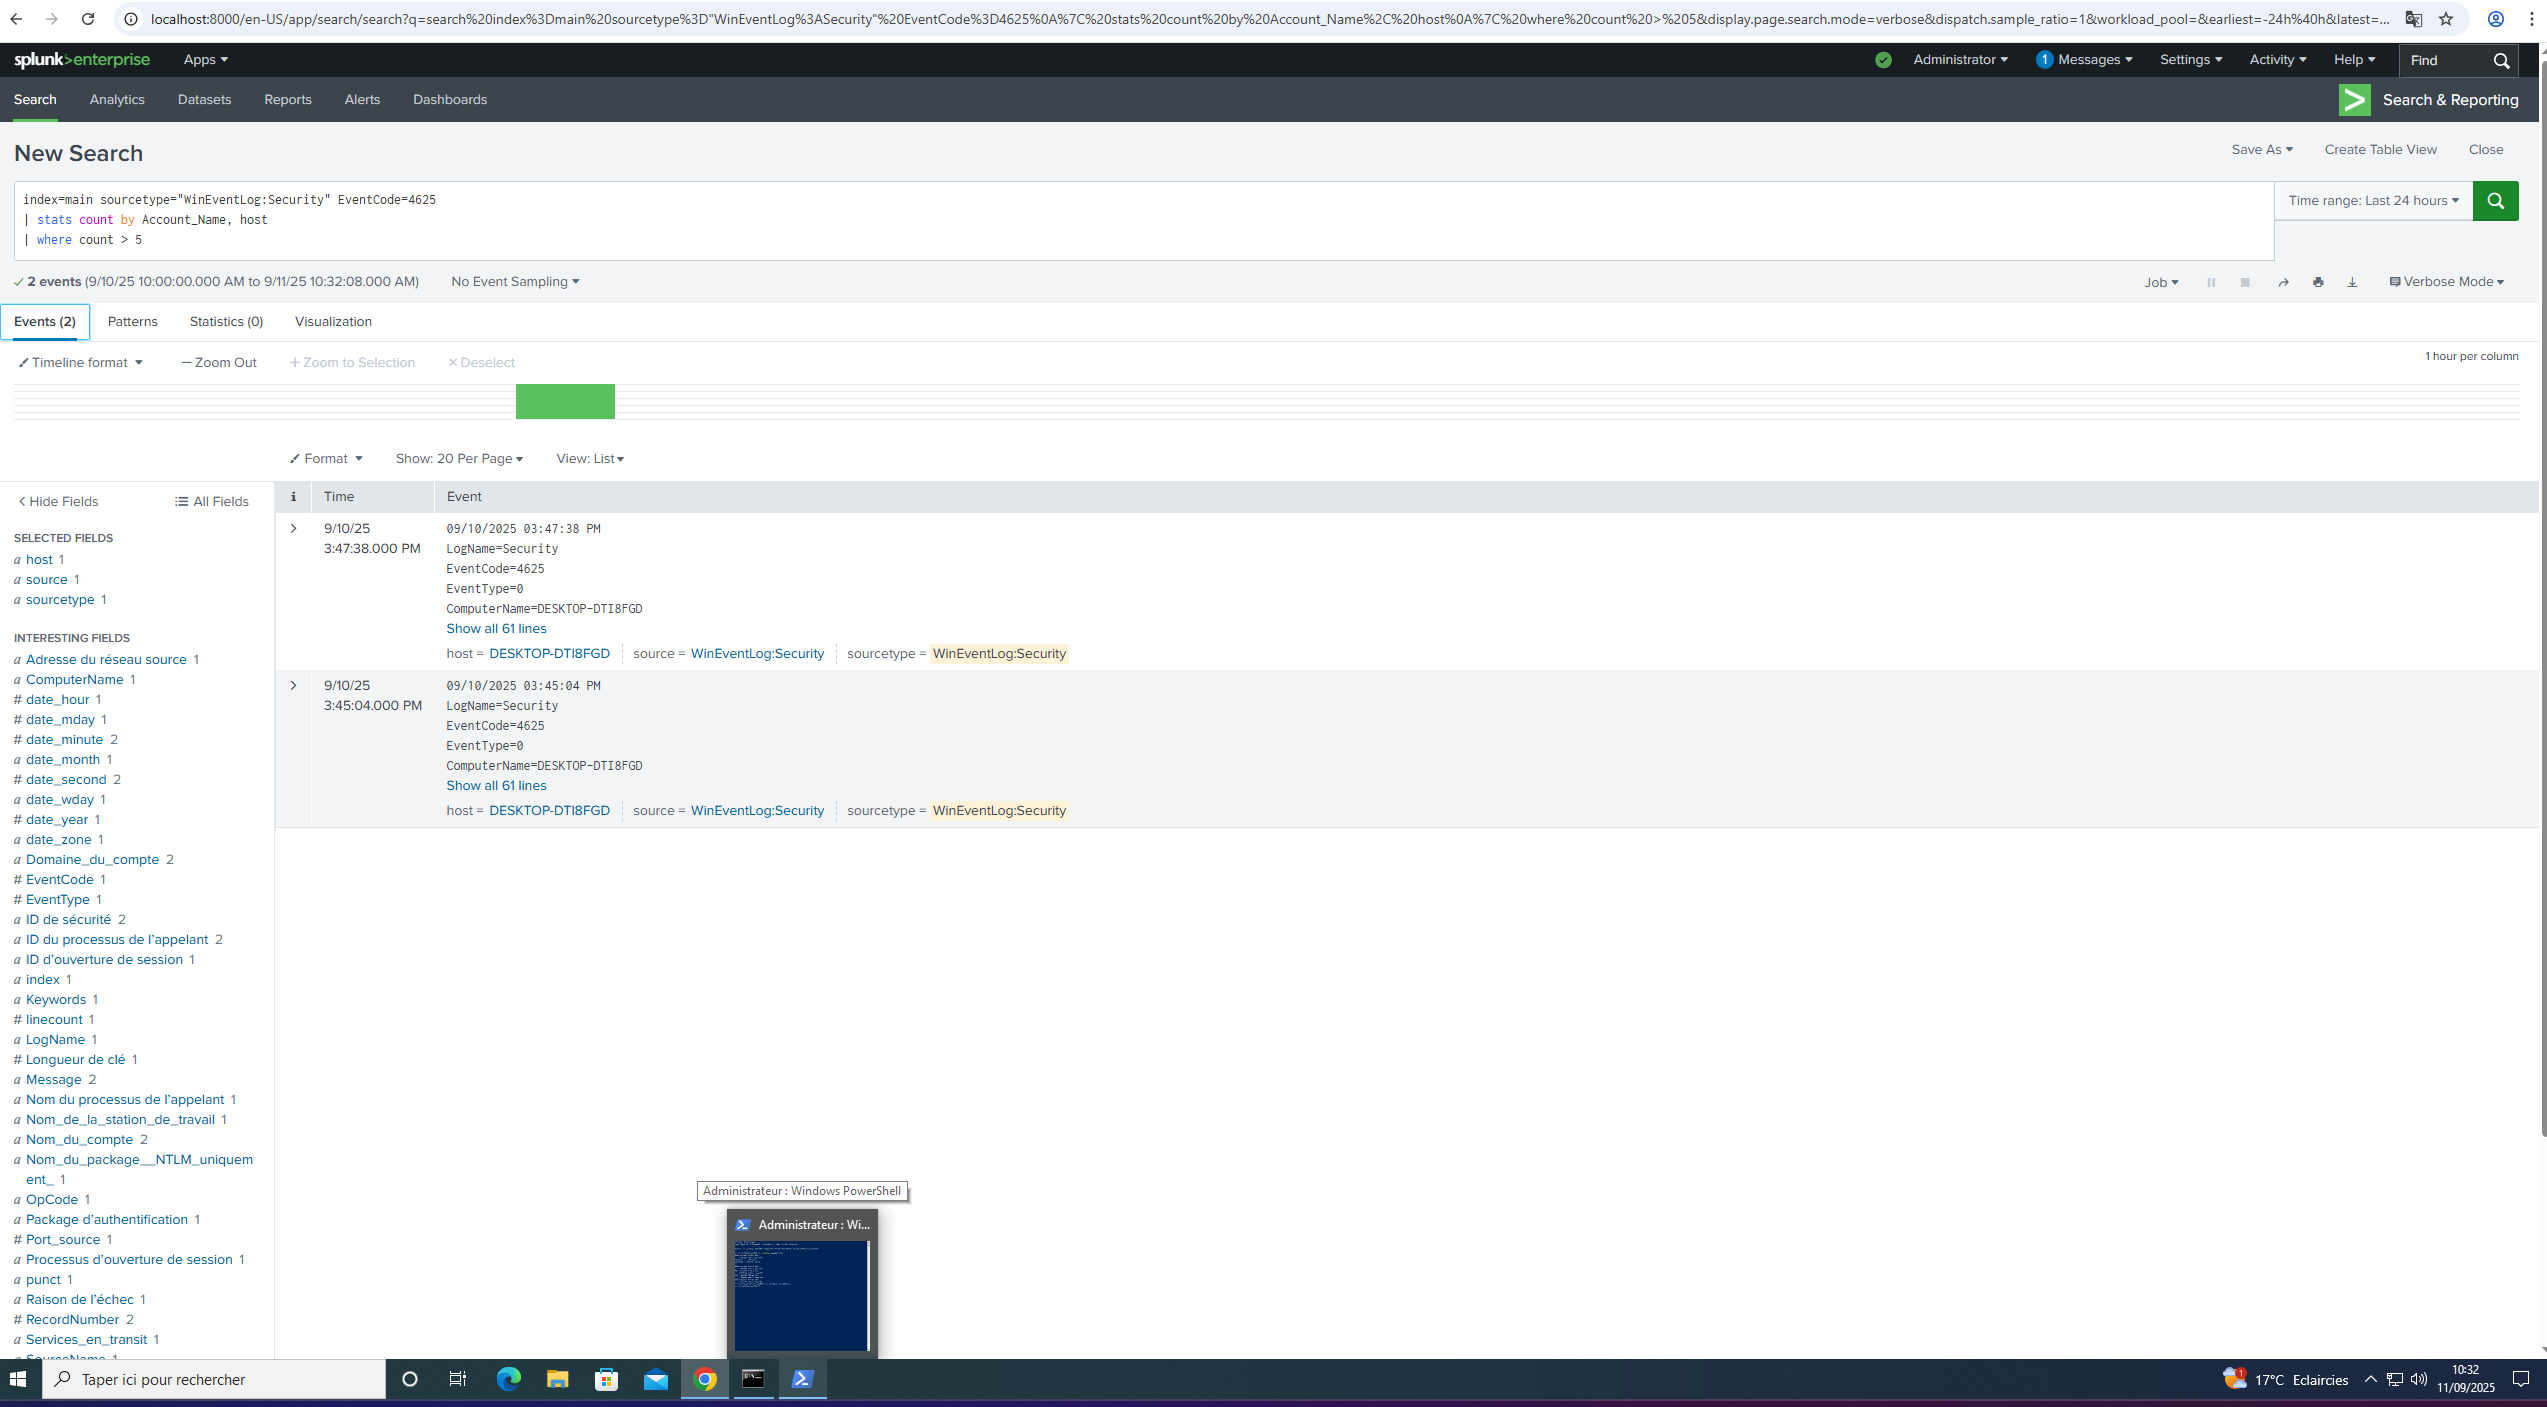 localhost:8000/en-US/app/search/search?q=search%20index%3Dmain%20sourcetype%3D"WinEventLog%3ASecurity"%20EventCode%3D4625%0A%7C%20stats%20count%20by%20Account_Name%2C%20host%0A%7C%20where%20count%20>%205&display.page.search.mode=verbose&dispatch.sample_ratio=1&workload_pool=&earliest=-24h%40h&latest=...
splunk>enterprise Apps Administrator 1 Messages Settings Activity Help Find
Search Analytics Datasets Reports Alerts Dashboards Search & Reporting
New Search Save As Create Table View Close
index=main sourcetype="WinEventLog:Security" EventCode=4625
| stats count by Account_Name, host
| where count > 5
Time range: Last 24 hours
2 events (9/10/25 10:00:00.000 AM to 9/11/25 10:32:08.000 AM) No Event Sampling Job Verbose Mode
Events (2) Patterns Statistics (0) Visualization
Timeline format — Zoom Out + Zoom to Selection × Deselect 1 hour per column
Format Show: 20 Per Page View: List
< Hide Fields All Fields
SELECTED FIELDS
a host 1
a source 1
a sourcetype 1
INTERESTING FIELDS
a Adresse du réseau source 1
a ComputerName 1
# date_hour 1
# date_mday 1
# date_minute 2
a date_month 1
# date_second 2
a date_wday 1
# date_year 1
a date_zone 1
a Domaine_du_compte 2
# EventCode 1
# EventType 1
a ID de sécurité 2
a ID du processus de l'appelant 2
a ID d'ouverture de session 1
a index 1
a Keywords 1
# linecount 1
a LogName 1
# Longueur de clé 1
a Message 2
a Nom du processus de l'appelant 1
a Nom_de_la_station_de_travail 1
a Nom_du_compte 2
a Nom_du_package__NTLM_uniquem
ent_ 1
a OpCode 1
a Package d'authentification 1
# Port_source 1
a Processus d'ouverture de session 1
a punct 1
a Raison de l'échec 1
# RecordNumber 2
a Services_en_transit 1
a SourceName 1
i Time Event
9/10/25
3:47:38.000 PM
09/10/2025 03:47:38 PM
LogName=Security
EventCode=4625
EventType=0
ComputerName=DESKTOP-DTI8FGD
Show all 61 lines
host = DESKTOP-DTI8FGD source = WinEventLog:Security sourcetype = WinEventLog:Security
9/10/25
3:45:04.000 PM
09/10/2025 03:45:04 PM
LogName=Security
EventCode=4625
EventType=0
ComputerName=DESKTOP-DTI8FGD
Show all 61 lines
host = DESKTOP-DTI8FGD source = WinEventLog:Security sourcetype = WinEventLog:Security
Administrateur : Windows PowerShell
Administrateur : Wi...
Taper ici pour rechercher
1 17°C Eclaircies
10:32
11/09/2025